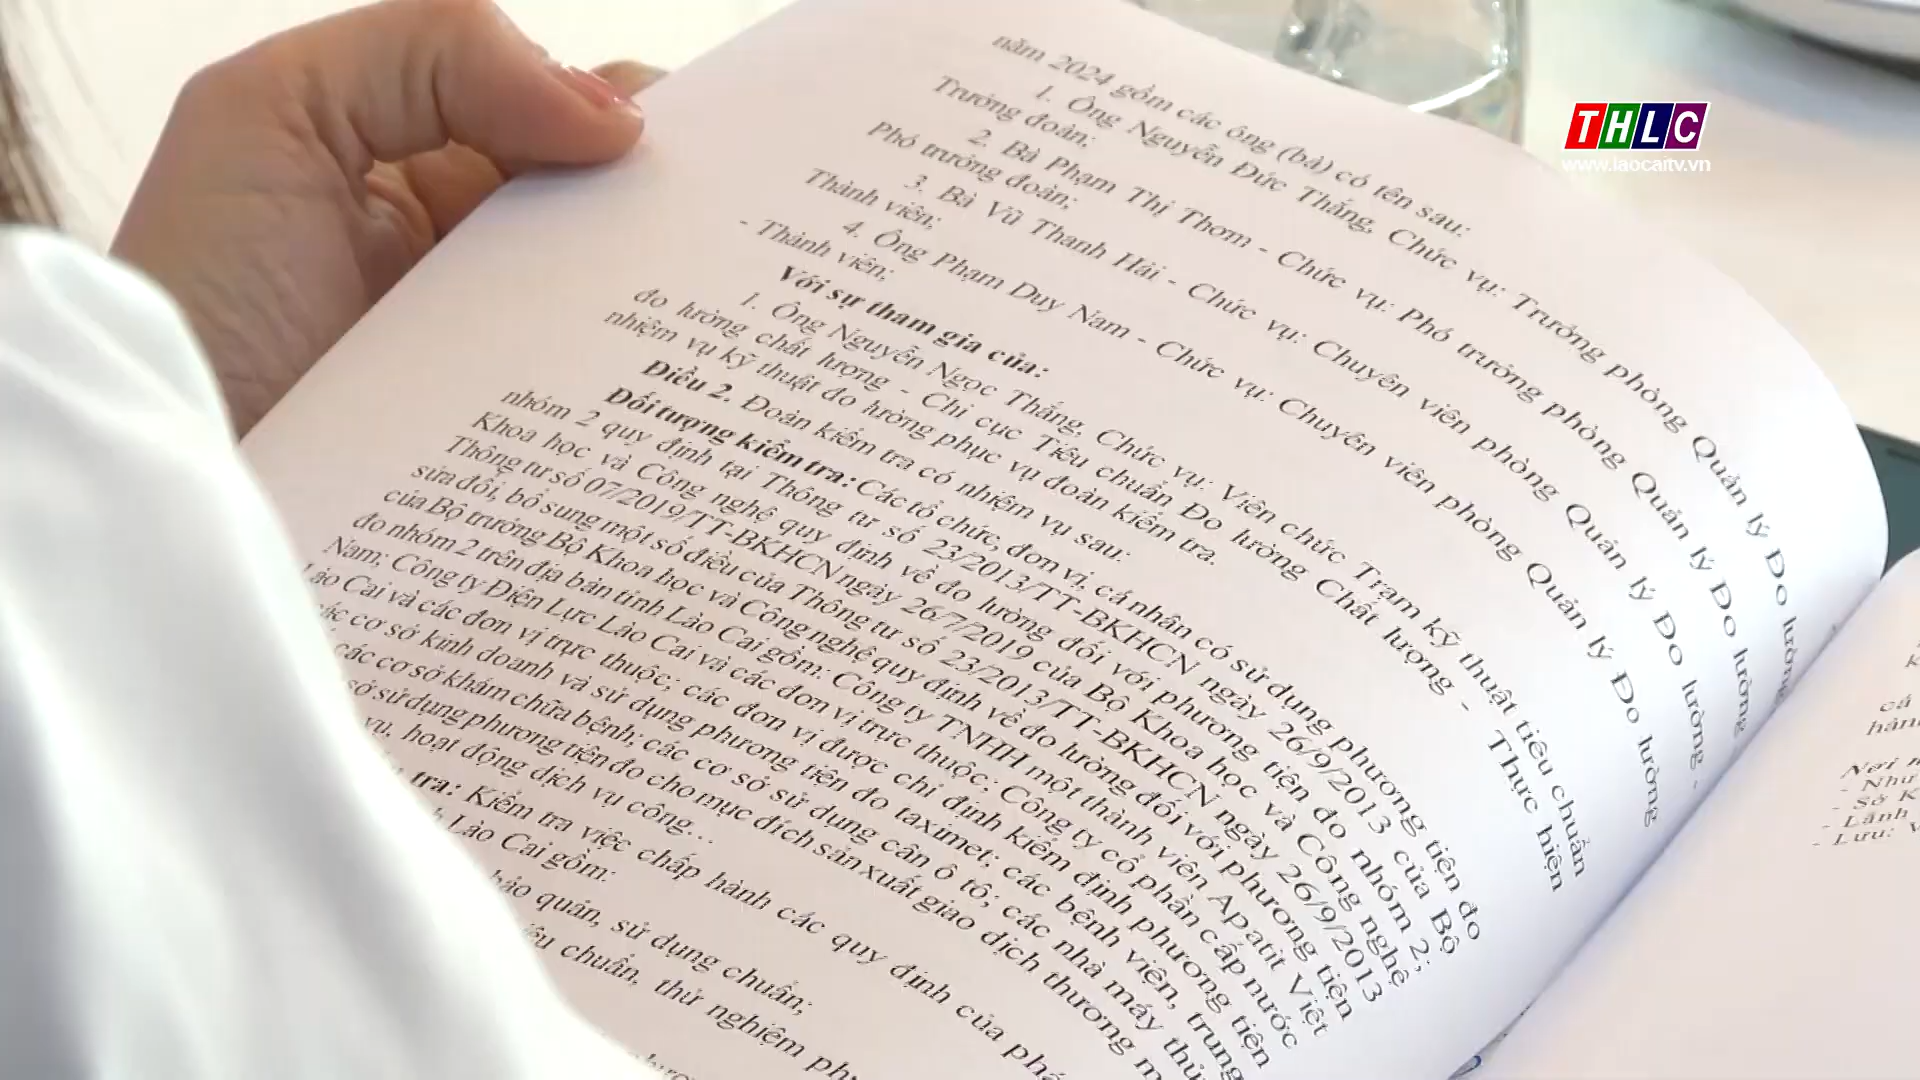 THLC
www.laocaitv.vn
năm 2024 gồm các ông (bà) có tên sau:
1. Ông Nguyễn Đức Thắng, Chức vụ: Trưởng phòng Quản lý Đo lường
Trưởng đoàn;
2. Bà Phạm Thị Thơm - Chức vụ: Phó trưởng phòng Quản lý Đo lường
Phó trưởng đoàn;
3. Bà Vũ Thanh Hải - Chức vụ: Chuyên viên phòng Quản lý Đo lường -
Thành viên;
4. Ông Phạm Duy Nam - Chức vụ: Chuyên viên phòng Quản lý Đo lường
- Thành viên;
Với sự tham gia của:
1. Ông Nguyễn Ngọc Thắng, Chức vụ: Viên chức Trạm kỹ thuật tiêu chuẩn
đo lường chất lượng - Chi cục Tiêu chuẩn Đo lường Chất lượng - Thực hiện
nhiệm vụ kỹ thuật đo lường phục vụ đoàn kiểm tra.
Điều 2. Đoàn kiểm tra có nhiệm vụ sau:
Đối tượng kiểm tra: Các tổ chức, đơn vị, cá nhân có sử dụng phương tiện đo
nhóm 2 quy định tại Thông tư số 23/2013/TT-BKHCN ngày 26/9/2013 của Bộ
Khoa học và Công nghệ quy định về đo lường đối với phương tiện đo nhóm 2;
Thông tư số 07/2019/TT-BKHCN ngày 26/7/2019 của Bộ Khoa học và Công nghệ
sửa đổi, bổ sung một số điều của Thông tư số 23/2013/TT-BKHCN ngày 26/9/2013
của Bộ trưởng Bộ Khoa học và Công nghệ quy định về đo lường đối với phương tiện
đo nhóm 2 trên địa bàn tỉnh Lào Cai gồm: Công ty TNHH một thành viên Apatit Việt
Nam; Công ty Điện Lực Lào Cai và các đơn vị trực thuộc; Công ty cổ phần cấp nước
Lào Cai và các đơn vị trực thuộc; các đơn vị được chỉ định kiểm định phương tiện
các cơ sở kinh doanh và sử dụng phương tiện đo taximet; các bệnh viện, trung
các cơ sở khám chữa bệnh; các cơ sở sử dụng cân ô tô; các nhà máy thủy
sở sử dụng phương tiện đo cho mục đích sản xuất giao dịch thương m
vụ, hoạt động dịch vụ công...
tra: Kiểm tra việc chấp hành các quy định của phá
h Lào Cai gồm:
bảo quản, sử dụng chuẩn;
chuẩn, thử nghiệm ph
cá
hàn
Nơi n
- Như
- Sở K
- Lãnh
- Lưu: V